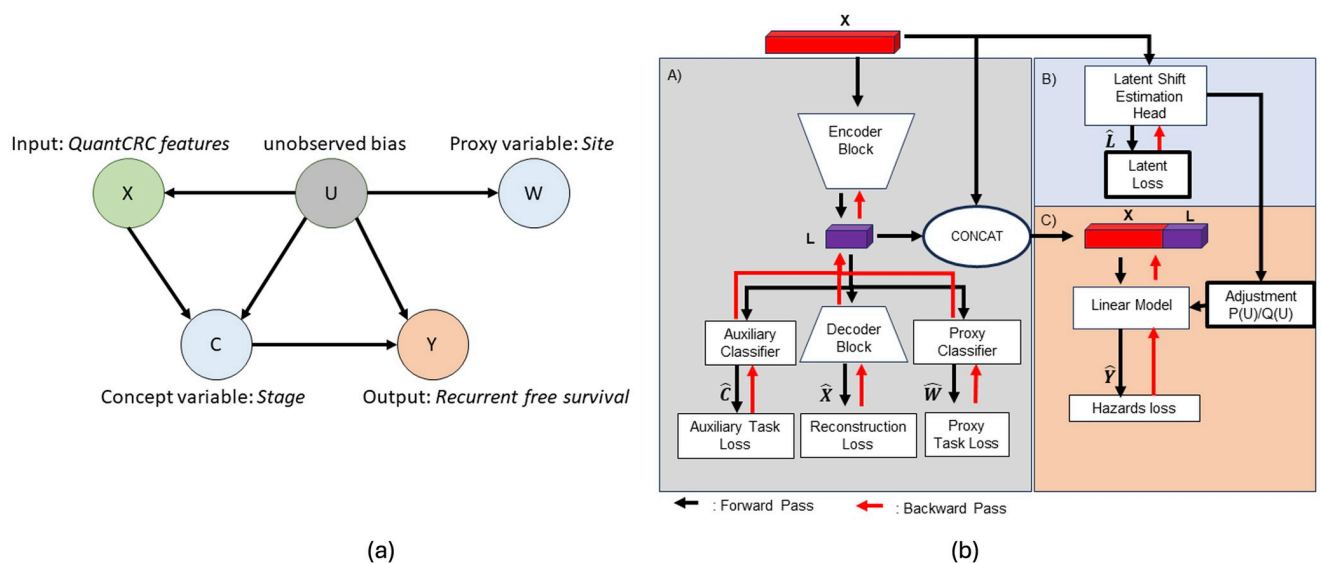 Input: QuantCRC features
unobserved bias
Proxy variable: Site
X
U
W
C
Y
Concept variable: Stage
Output: Recurrent free survival
(a)
X
A)
Encoder
Block
L
CONCAT
Auxiliary
Classifier
Decoder
Block
Proxy
Classifier
Ĉ
X̂
Ŵ
Auxiliary Task
Loss
Reconstruction
Loss
Proxy
Task Loss
B)
Latent Shift
Estimation
Head
L̂
Latent
Loss
C)
X
L
Linear Model
Adjustment
P(U)/Q(U)
Ŷ
Hazards loss
: Forward Pass
: Backward Pass
(b)